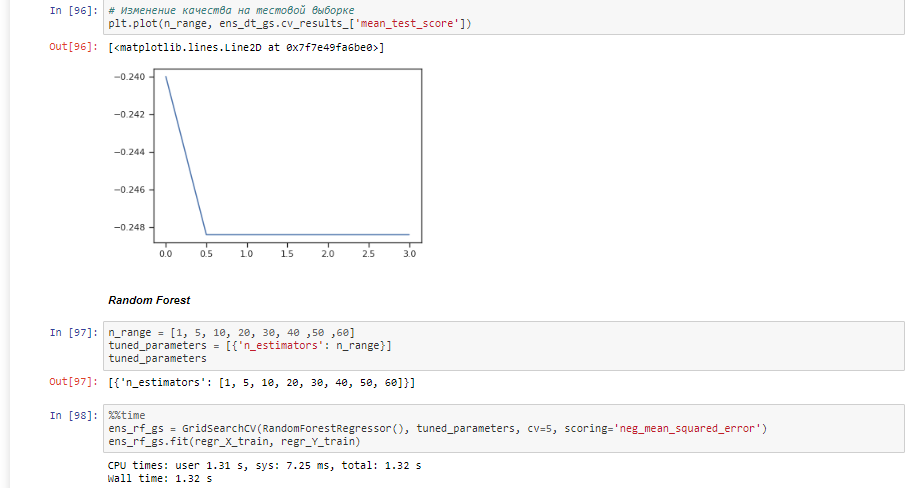 In [96]: # Изменение качества на тестовой выборке
plt.plot(n_range, ens_dt_gs.cv_results_['mean_test_score'])
Out[96]: [<matplotlib.lines.Line2D at 0x7f7e49fa6be0>]
−0.240
−0.242
−0.244
−0.246
−0.248
0.0 0.5 1.0 1.5 2.0 2.5 3.0
Random Forest
In [97]: n_range = [1, 5, 10, 20, 30, 40 ,50 ,60]
tuned_parameters = [{'n_estimators': n_range}]
tuned_parameters
Out[97]: [{'n_estimators': [1, 5, 10, 20, 30, 40, 50, 60]}]
In [98]: %%time
ens_rf_gs = GridSearchCV(RandomForestRegressor(), tuned_parameters, cv=5, scoring='neg_mean_squared_error')
ens_rf_gs.fit(regr_X_train, regr_Y_train)
CPU times: user 1.31 s, sys: 7.25 ms, total: 1.32 s
Wall time: 1.32 s